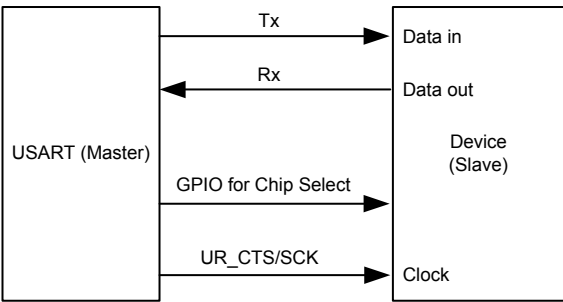 Tx
Data in
Rx
Data out
USART (Master)
Device
(Slave)
GPIO for Chip Select
UR_CTS/SCK
Clock